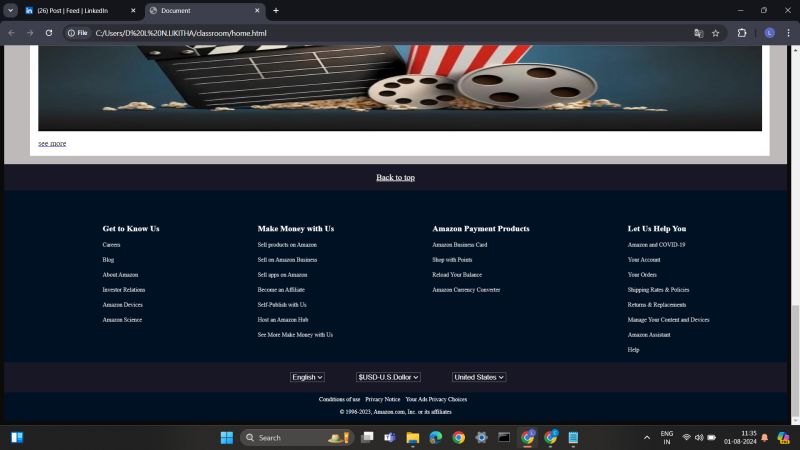 (26) Post | Feed | LinkedIn
Document
File
C:/Users/D%20L%20N.LIKITHA/classroom/home.html
L
see more
Back to top
Get to Know Us
Careers
Blog
About Amazon
Investor Relations
Amazon Devices
Amazon Science
Make Money with Us
Sell products on Amazon
Sell on Amazon Business
Sell apps on Amazon
Become an Affiliate
Self-Publish with Us
Host an Amazon Hub
See More Make Money with Us
Amazon Payment Products
Amazon Business Card
Shop with Points
Reload Your Balance
Amazon Currency Converter
Let Us Help You
Amazon and COVID-19
Your Account
Your Orders
Shipping Rates & Policies
Returns & Replacements
Manage Your Content and Devices
Amazon Assistant
Help
English
$USD-U.S.Dollor
United States
Conditions of use Privacy Notice Your Ads Privacy Choices
© 1996-2023, Amazon.com, Inc. or its affiliates
Search
ENG
IN
11:35
01-08-2024